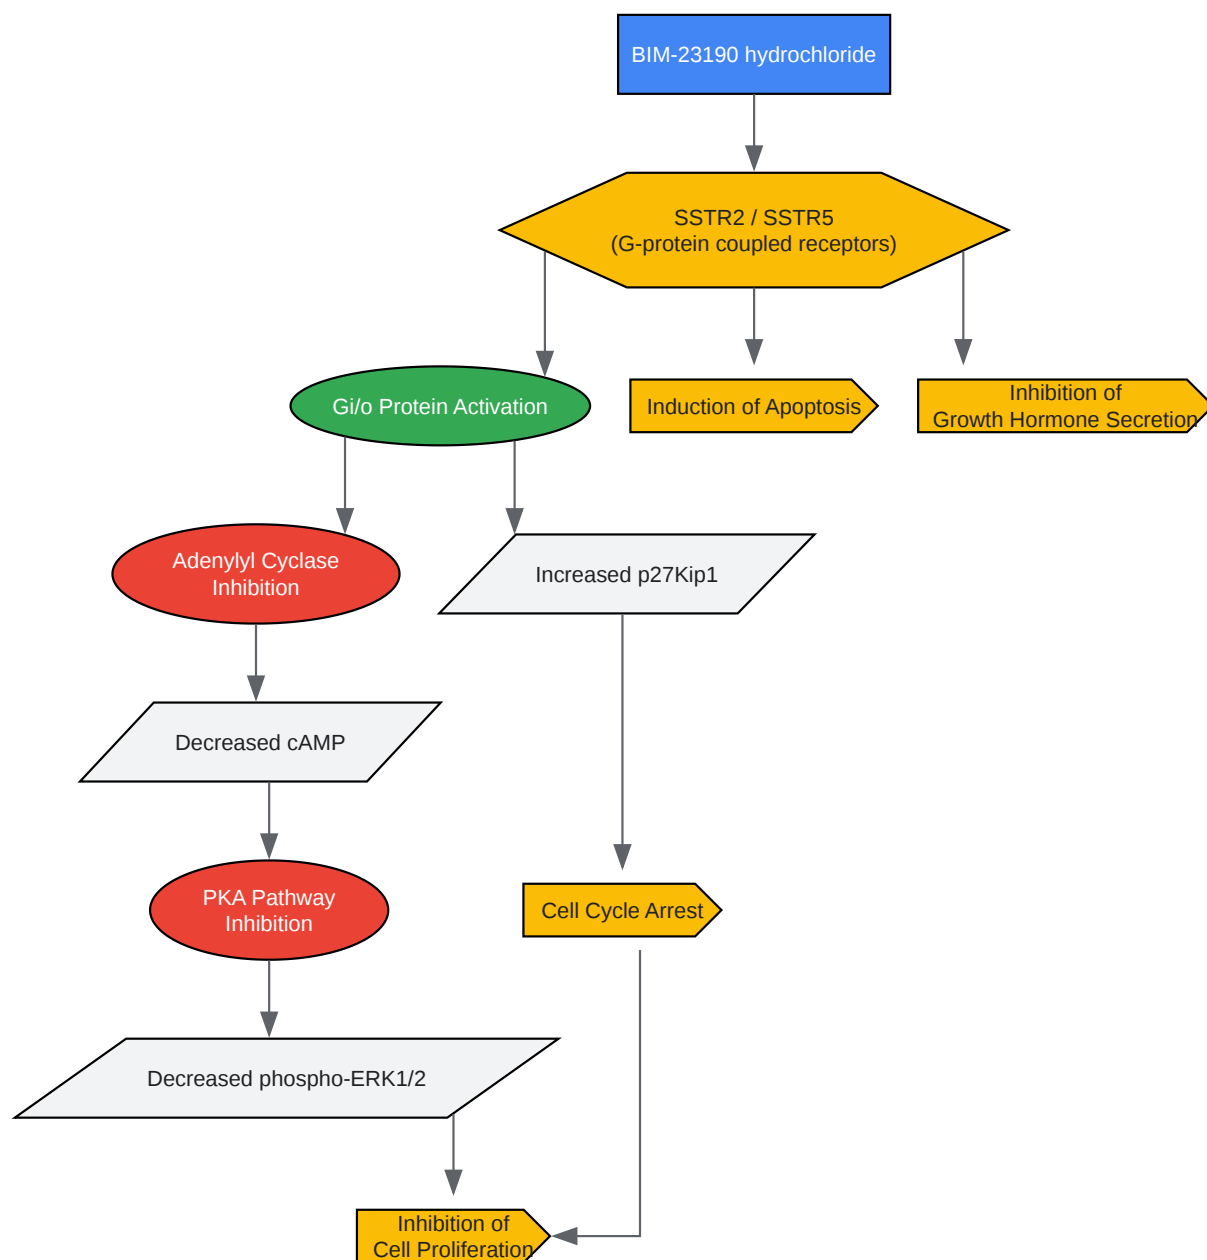 BIM-23190 hydrochloride
SSTR2 / SSTR5
(G-protein coupled receptors)
Gi/o Protein Activation
Induction of Apoptosis
Inhibition of
Growth Hormone Secretion
Adenylyl Cyclase
Inhibition
Increased p27Kip1
Decreased cAMP
PKA Pathway
Inhibition
Cell Cycle Arrest
Decreased phospho-ERK1/2
Inhibition of
Cell Proliferation